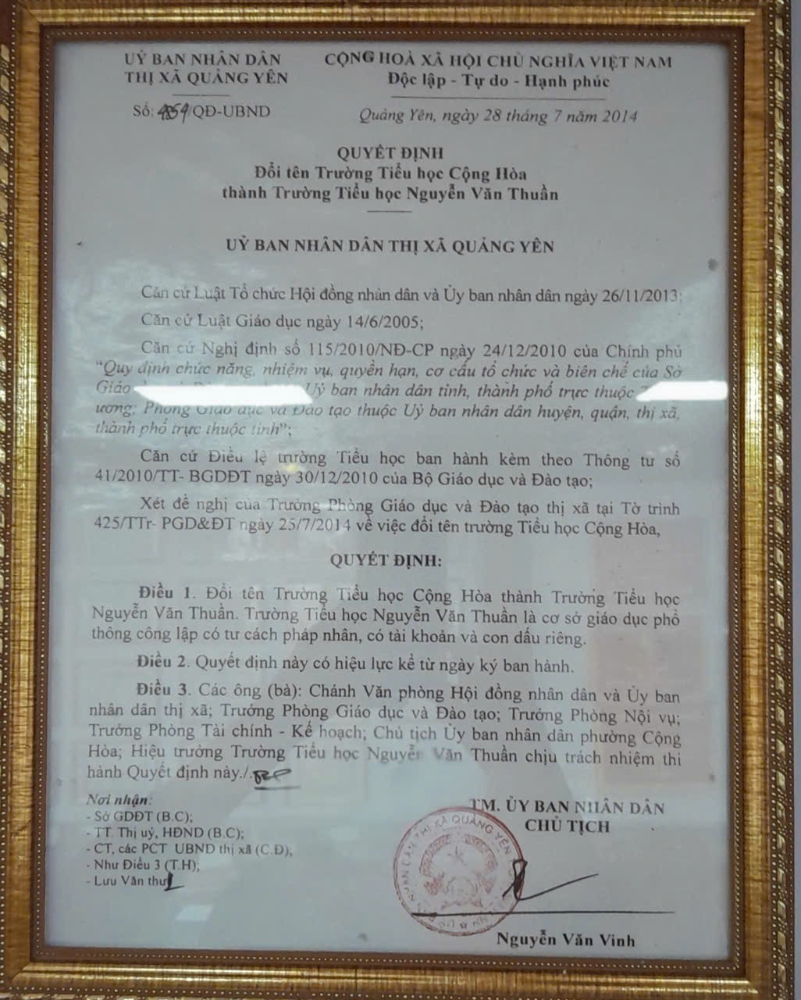 UỶ BAN NHÂN DÂN
THỊ XÃ QUẢNG YÊN
CỘNG HOÀ XÃ HỘI CHỦ NGHĨA VIỆT NAM
Độc lập - Tự do - Hạnh phúc
Số: /QĐ-UBND
Quảng Yên, ngày 28 tháng 7 năm 2014
QUYẾT ĐỊNH
Đổi tên Trường Tiểu học Cộng Hòa
thành Trường Tiểu học Nguyễn Văn Thuần
UỶ BAN NHÂN DÂN THỊ XÃ QUẢNG YÊN
Căn cứ Luật Tổ chức Hội đồng nhân dân và Ủy ban nhân dân ngày 26/11/2013;
Căn cứ Luật Giáo dục ngày 14/6/2005;
Căn cứ Nghị định số 115/2010/NĐ-CP ngày 24/12/2010 của Chính phủ
“Quy định chức năng, nhiệm vụ, quyền hạn, cơ cấu tổ chức và biên chế của Sở
Giáo Uỷ ban nhân dân tỉnh, thành phố trực thuộc
ương; Phòng Giáo dục và Đào tạo thuộc Uỷ ban nhân dân huyện, quận, thị xã,
thành phố trực thuộc tỉnh”;
Căn cứ Điều lệ trường Tiểu học ban hành kèm theo Thông tư số
41/2010/TT- BGDĐT ngày 30/12/2010 của Bộ Giáo dục và Đào tạo;
Xét đề nghị của Trưởng Phòng Giáo dục và Đào tạo thị xã tại Tờ trình
425/TTr- PGD&ĐT ngày 25/7/2014 về việc đổi tên trường Tiểu học Cộng Hòa,
QUYẾT ĐỊNH:
Điều 1. Đổi tên Trường Tiểu học Cộng Hòa thành Trường Tiểu học
Nguyễn Văn Thuần. Trường Tiểu học Nguyễn Văn Thuần là cơ sở giáo dục phổ
thông công lập có tư cách pháp nhân, có tài khoản và con dấu riêng.
Điều 2. Quyết định này có hiệu lực kể từ ngày ký ban hành.
Điều 3. Các ông (bà): Chánh Văn phòng Hội đồng nhân dân và Ủy ban
nhân dân thị xã; Trưởng Phòng Giáo dục và Đào tạo; Trưởng Phòng Nội vụ;
Trưởng Phòng Tài chính - Kế hoạch; Chủ tịch Ủy ban nhân dân phường Cộng
Hòa; Hiệu trưởng Trường Tiểu học Nguyễn Văn Thuần chịu trách nhiệm thi
hành Quyết định này./.
Nơi nhận:
- Sở GDĐT (B.C);
- TT. Thị uỷ, HĐND (B.C);
- CT, các PCT UBND thị xã (C.Đ);
- Như Điều 3 (T.H);
- Lưu Văn thư
TM. ỦY BAN NHÂN DÂN
CHỦ TỊCH
THỊ XÃ QUẢNG YÊN
Nguyễn Văn Vinh